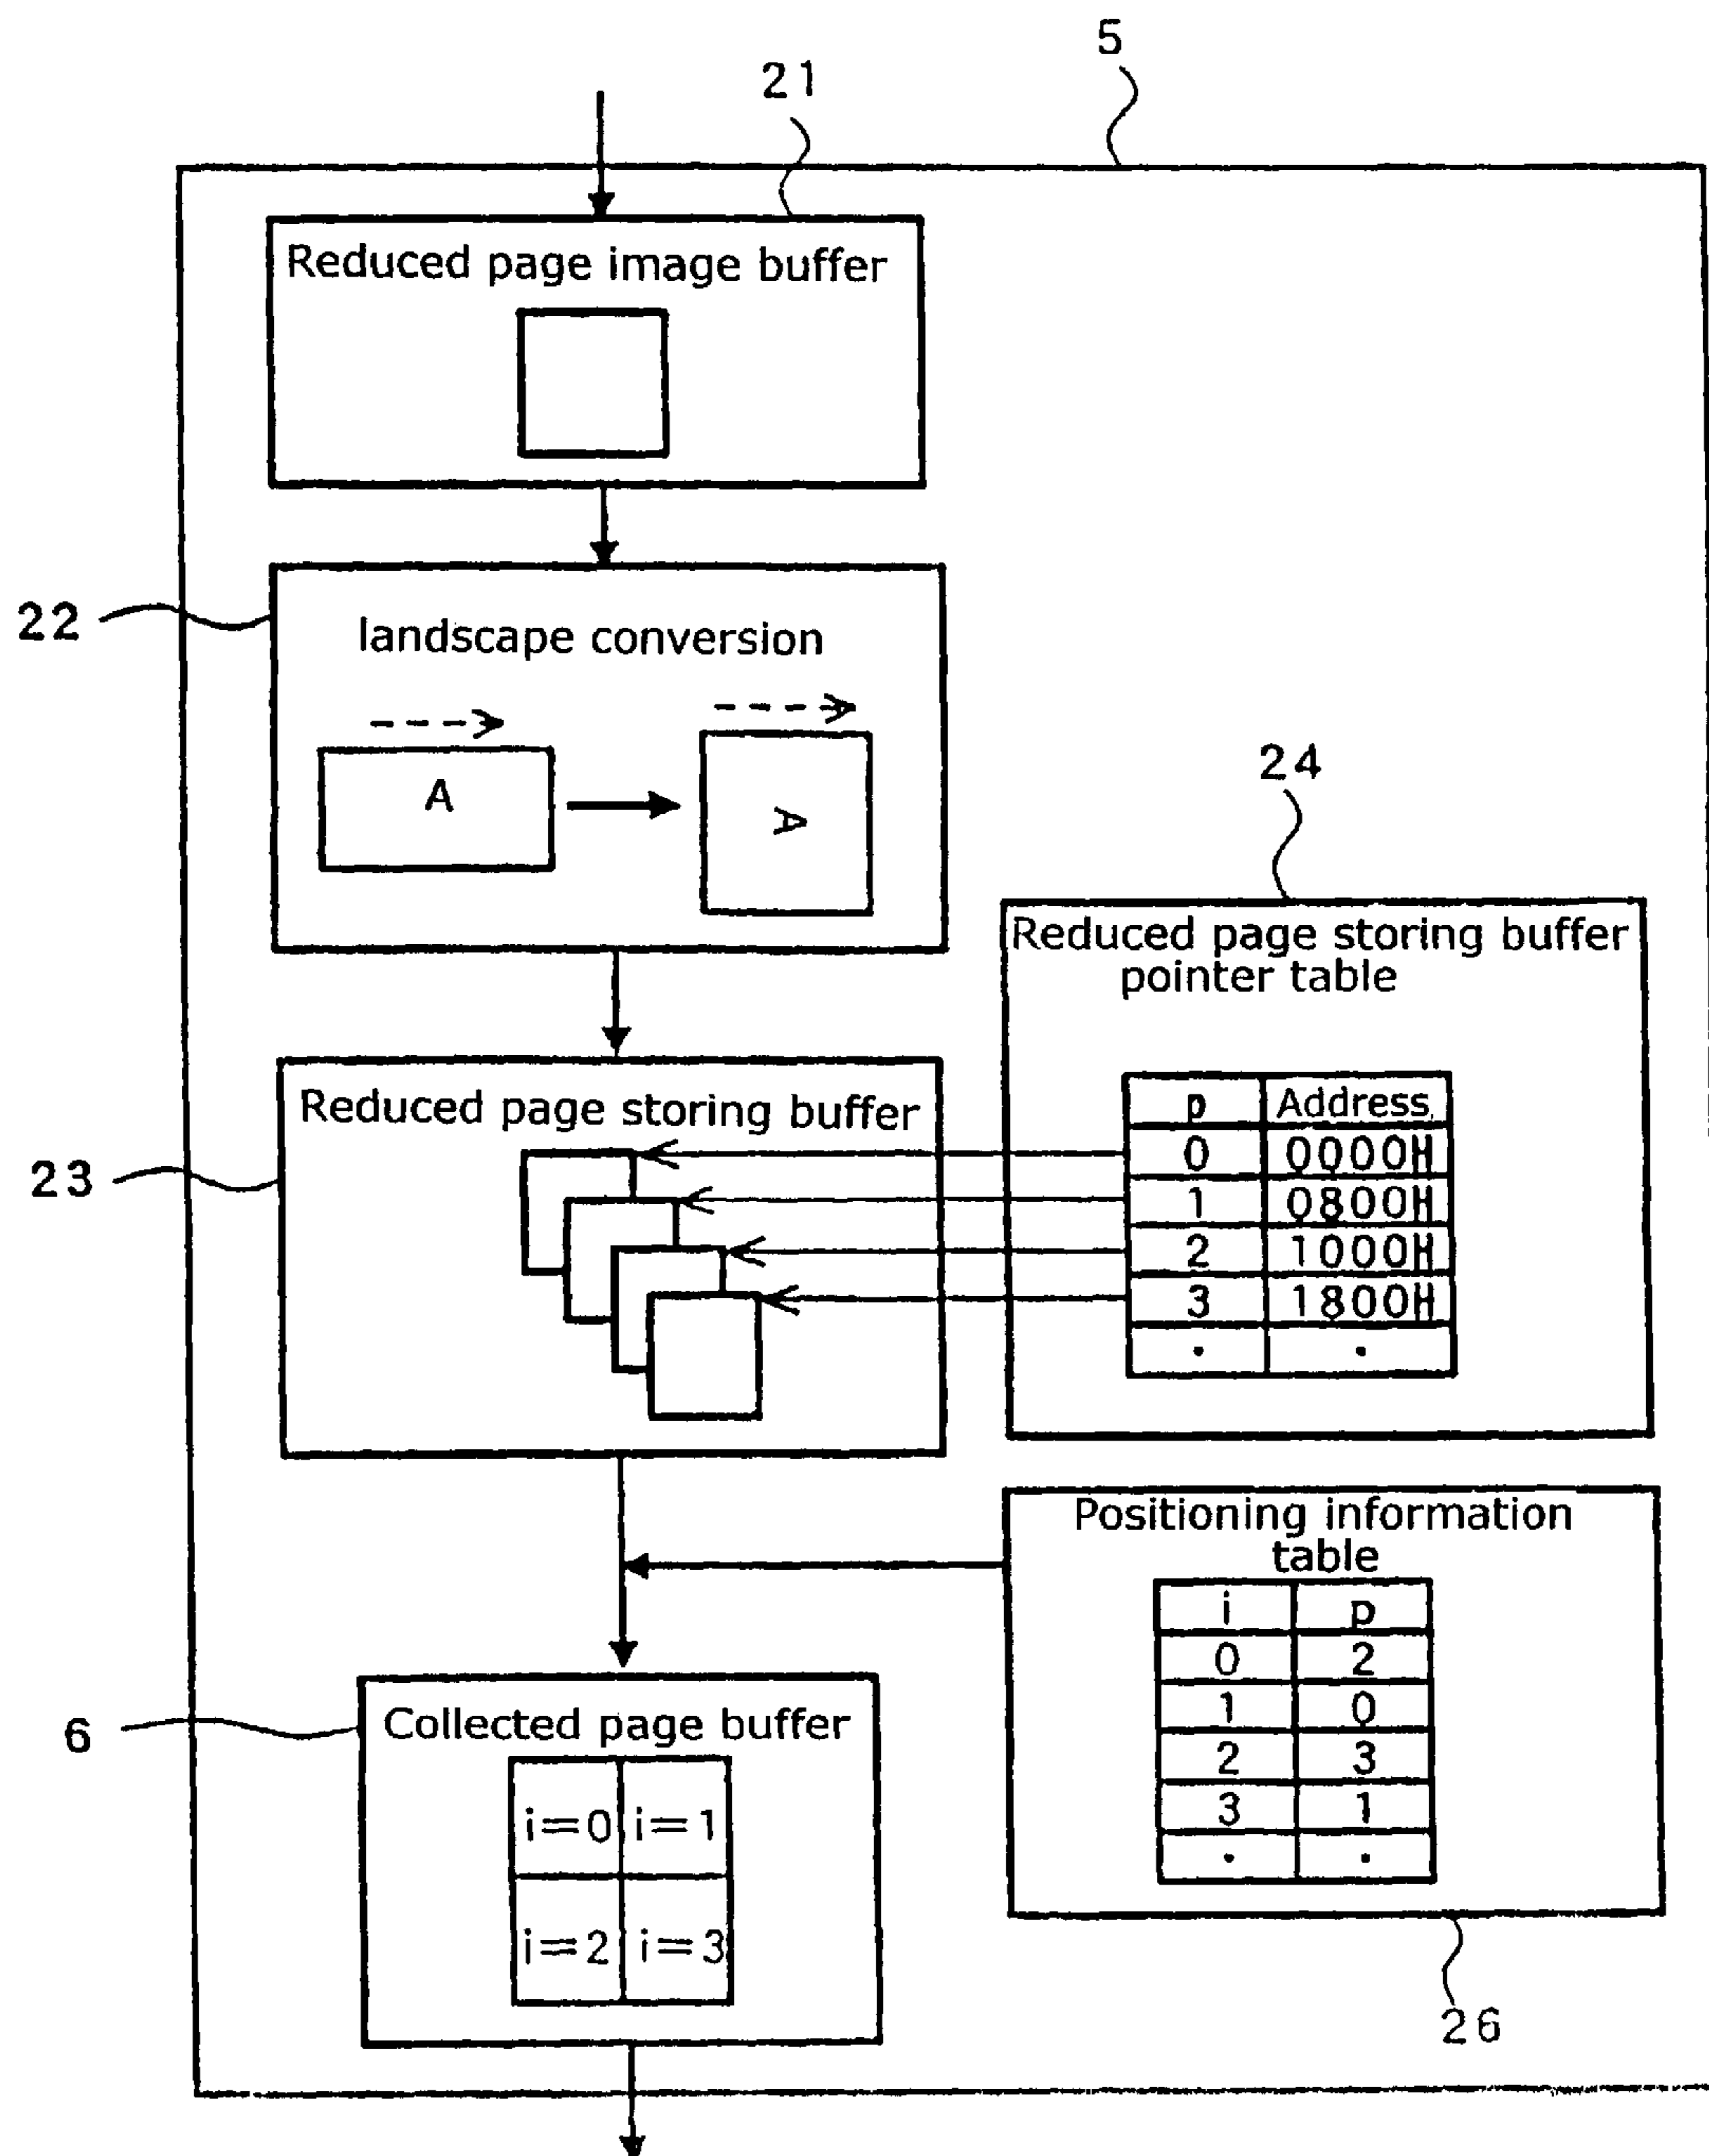 5
21
Reduced page image buffer
22
landscape conversion
A
A
24
Reduced page storing buffer
pointer table
p Address
0 0000H
1 0800H
2 1000H
3 1800H
. .
23
Reduced page storing buffer
Positioning information
table
i p
0 2
1 0
2 3
3 1
. .
26
6
Collected page buffer
i=0 i=1
i=2 i=3